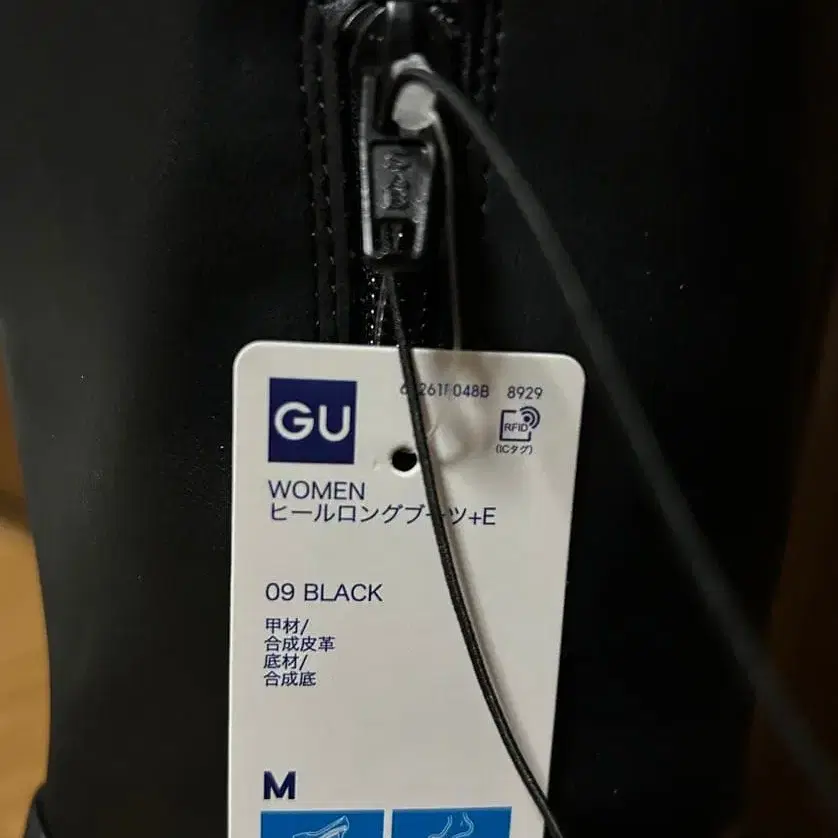 GU
048B 8929
RFID
(ICタグ)
WOMEN
ヒールロングブーツ+E
09 BLACK
甲材/
合成皮革
底材/
合成底
M